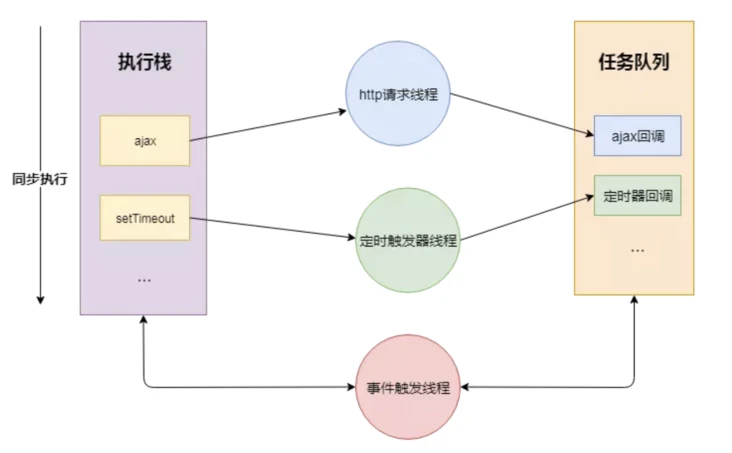 执行栈
任务队列
http请求线程
ajax
ajax回调
同步执行
定时器回调
setTimeout
定时触发器线程
...
...
事件触发线程